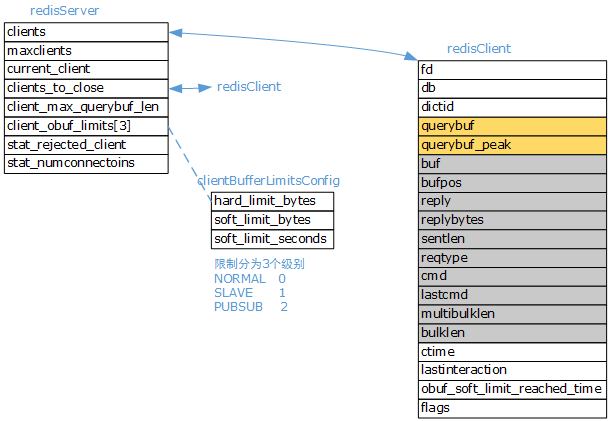 redisServer
clients
maxclients
current_client
clients_to_close
client_max_querybuf_len
client_obuf_limits[3]
stat_rejected_client
stat_numconnectoins
redisClient
clientBufferLimitsConfig
hard_limit_bytes
soft_limit_bytes
soft_limit_seconds
限制分为3个级别
NORMAL 0
SLAVE 1
PUBSUB 2
redisClient
fd
db
dictid
querybuf
querybuf_peak
buf
bufpos
reply
replybytes
sentlen
reqtype
cmd
lastcmd
multibulklen
bulklen
ctime
lastinteraction
obuf_soft_limit_reached_time
flags